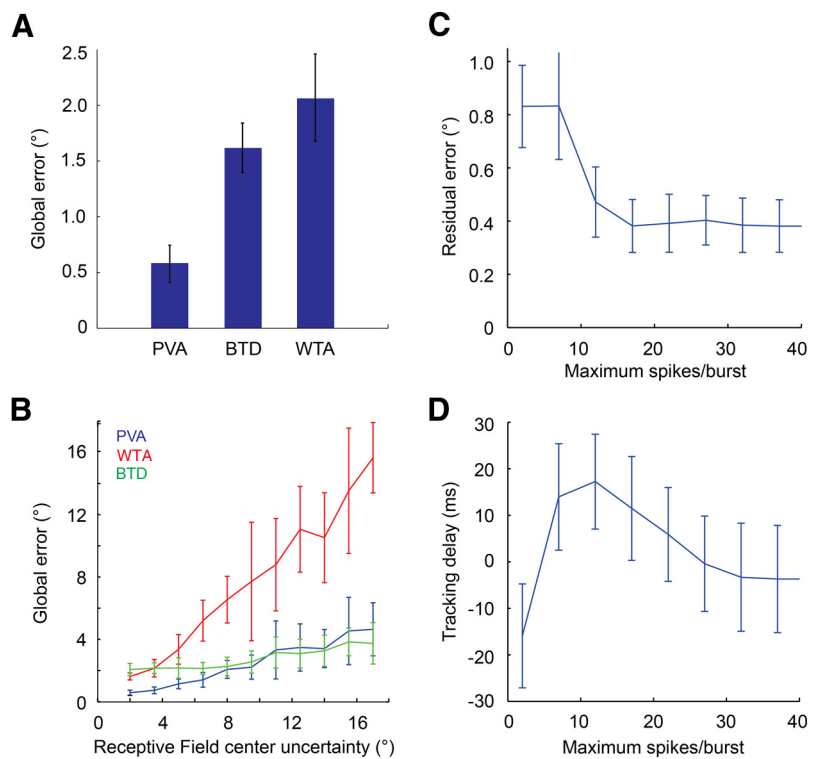 A
Global error (°)
2.5
2.0
1.5
1.0
0.5
0
PVA BTD WTA
B
PVA
WTA
BTD
Global error (°)
16
12
8
4
0
0 4 8 12 16
Receptive Field center uncertainty (°)
C
Residual error (°)
1.0
0.8
0.6
0.4
0.2
0
0 10 20 30 40
Maximum spikes/burst
D
Tracking delay (ms)
30
20
10
0
-10
-20
-30
0 10 20 30 40
Maximum spikes/burst